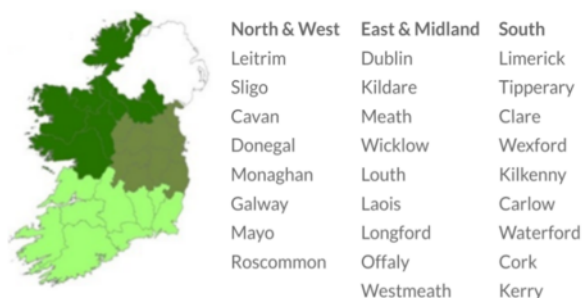 North & West East & Midland South
Leitrim Dublin Limerick
Sligo Kildare Tipperary
Cavan Meath Clare
Donegal Wicklow Wexford
Monaghan Louth Kilkenny
Galway Laois Carlow
Mayo Longford Waterford
Roscommon Offaly Cork
Westmeath Kerry